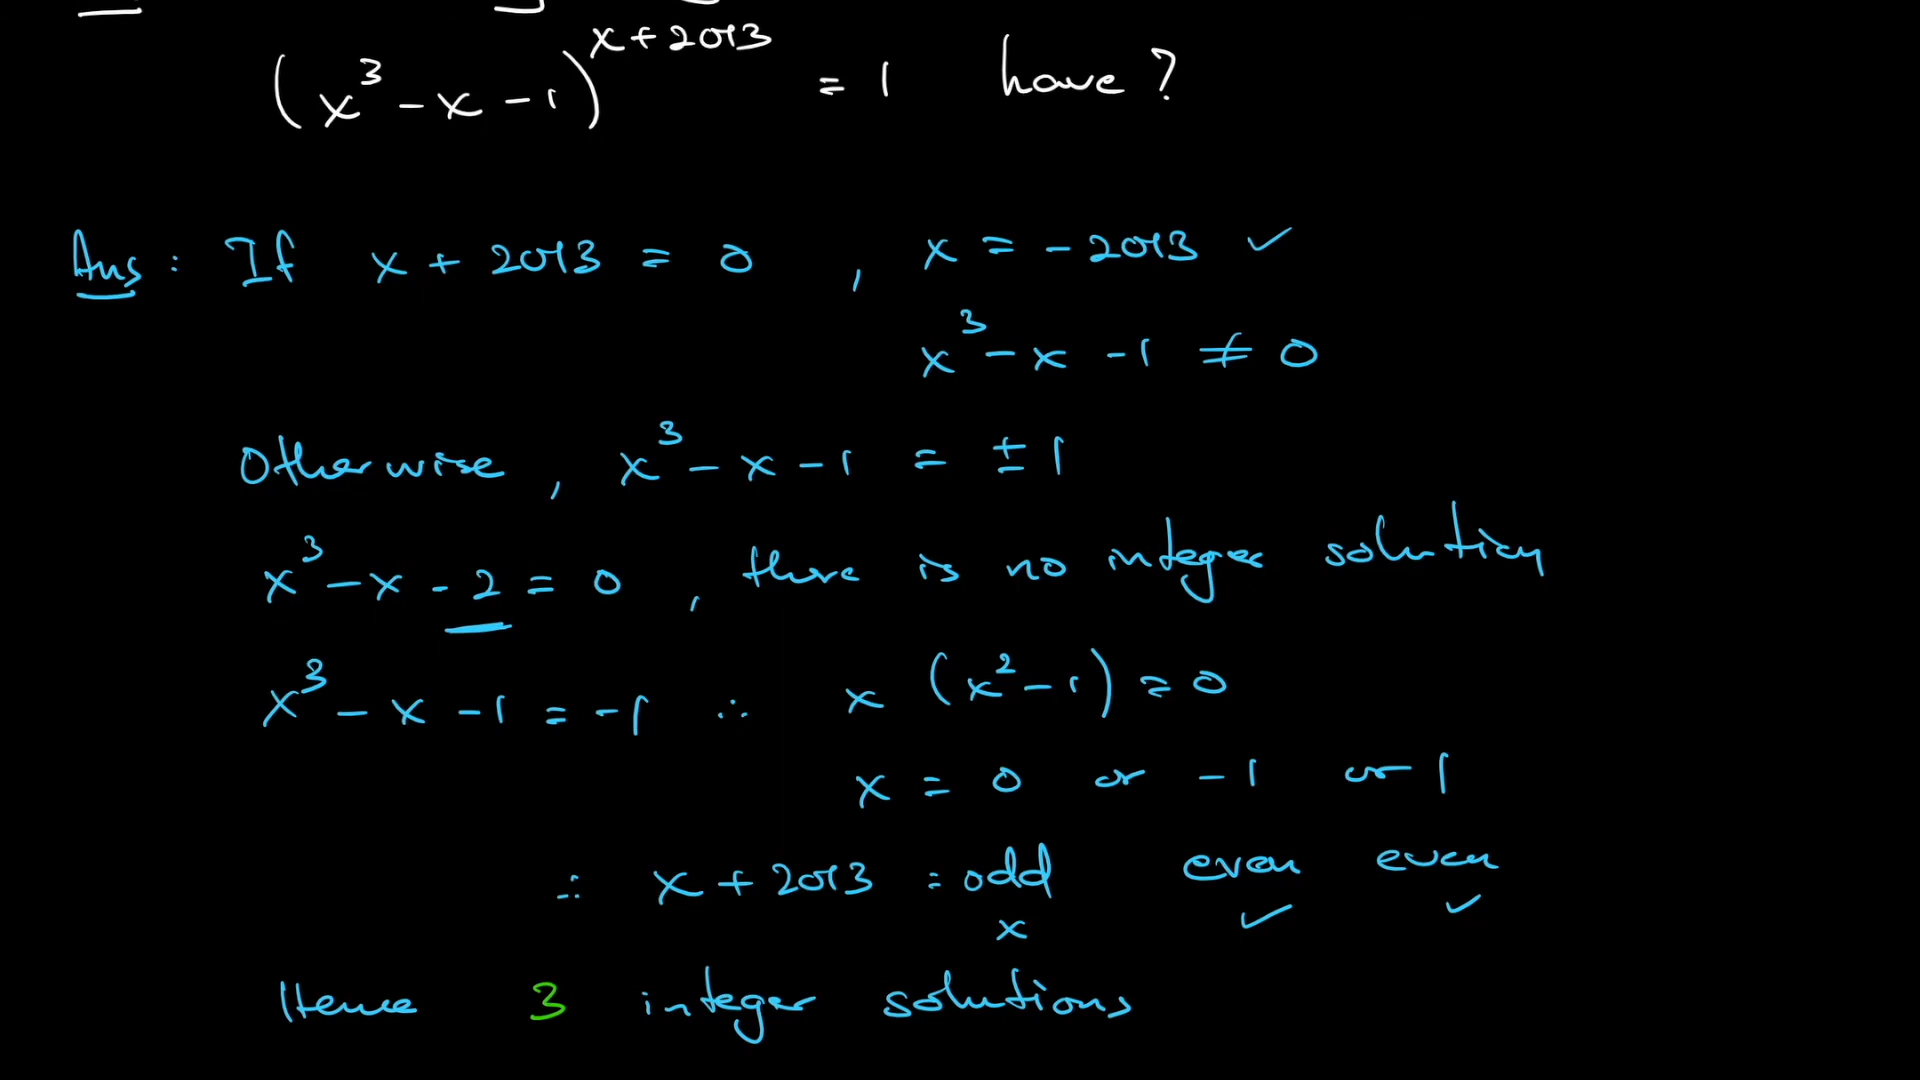 (x³ - x - 1)^(x + 2013) = 1 have?
Ans: If x + 2013 = 0 , x = - 2013 ✓
x³ - x - 1 ≠ 0
Otherwise , x³ - x - 1 = ± 1
x³ - x - 2 = 0 , there is no integer solution
x³ - x - 1 = -1 ∴ x (x² - 1) = 0
x = 0 or - 1 or 1
∴ x + 2013 = odd even even
x ✓ ✓
Hence 3 integer solutions